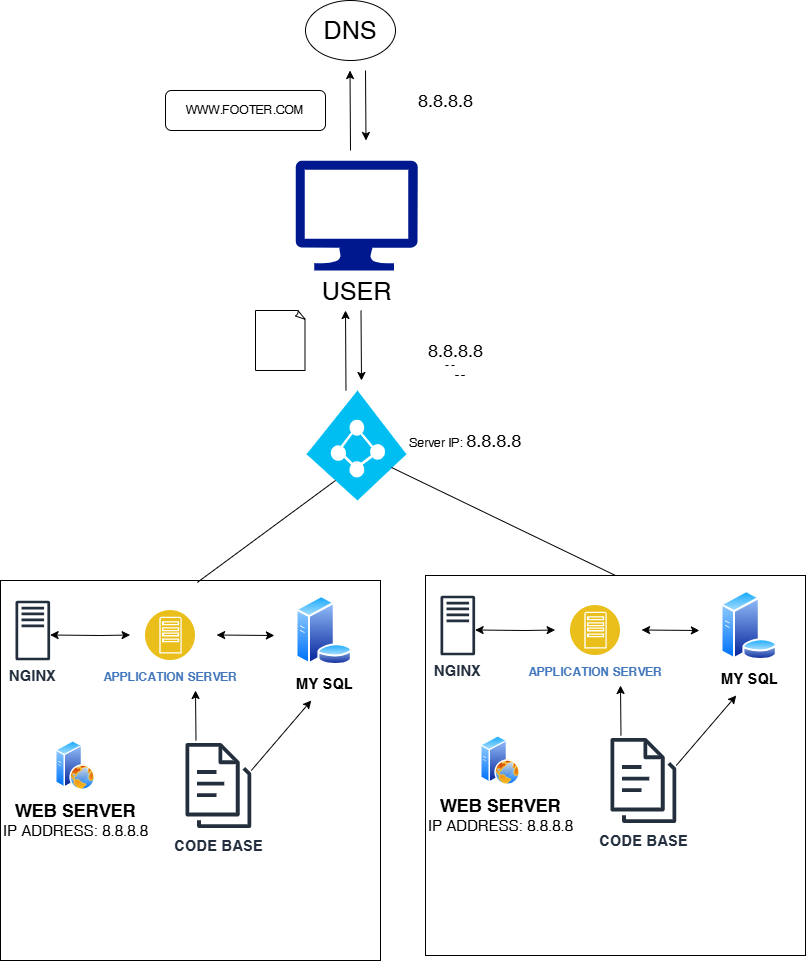 DNS
WWW.FOOTER.COM
8.8.8.8
USER
8.8.8.8
--
--
Server IP: 8.8.8.8
NGINX
APPLICATION SERVER
MY SQL
WEB SERVER
IP ADDRESS: 8.8.8.8
CODE BASE
NGINX
APPLICATION SERVER
MY SQL
WEB SERVER
IP ADDRESS: 8.8.8.8
CODE BASE